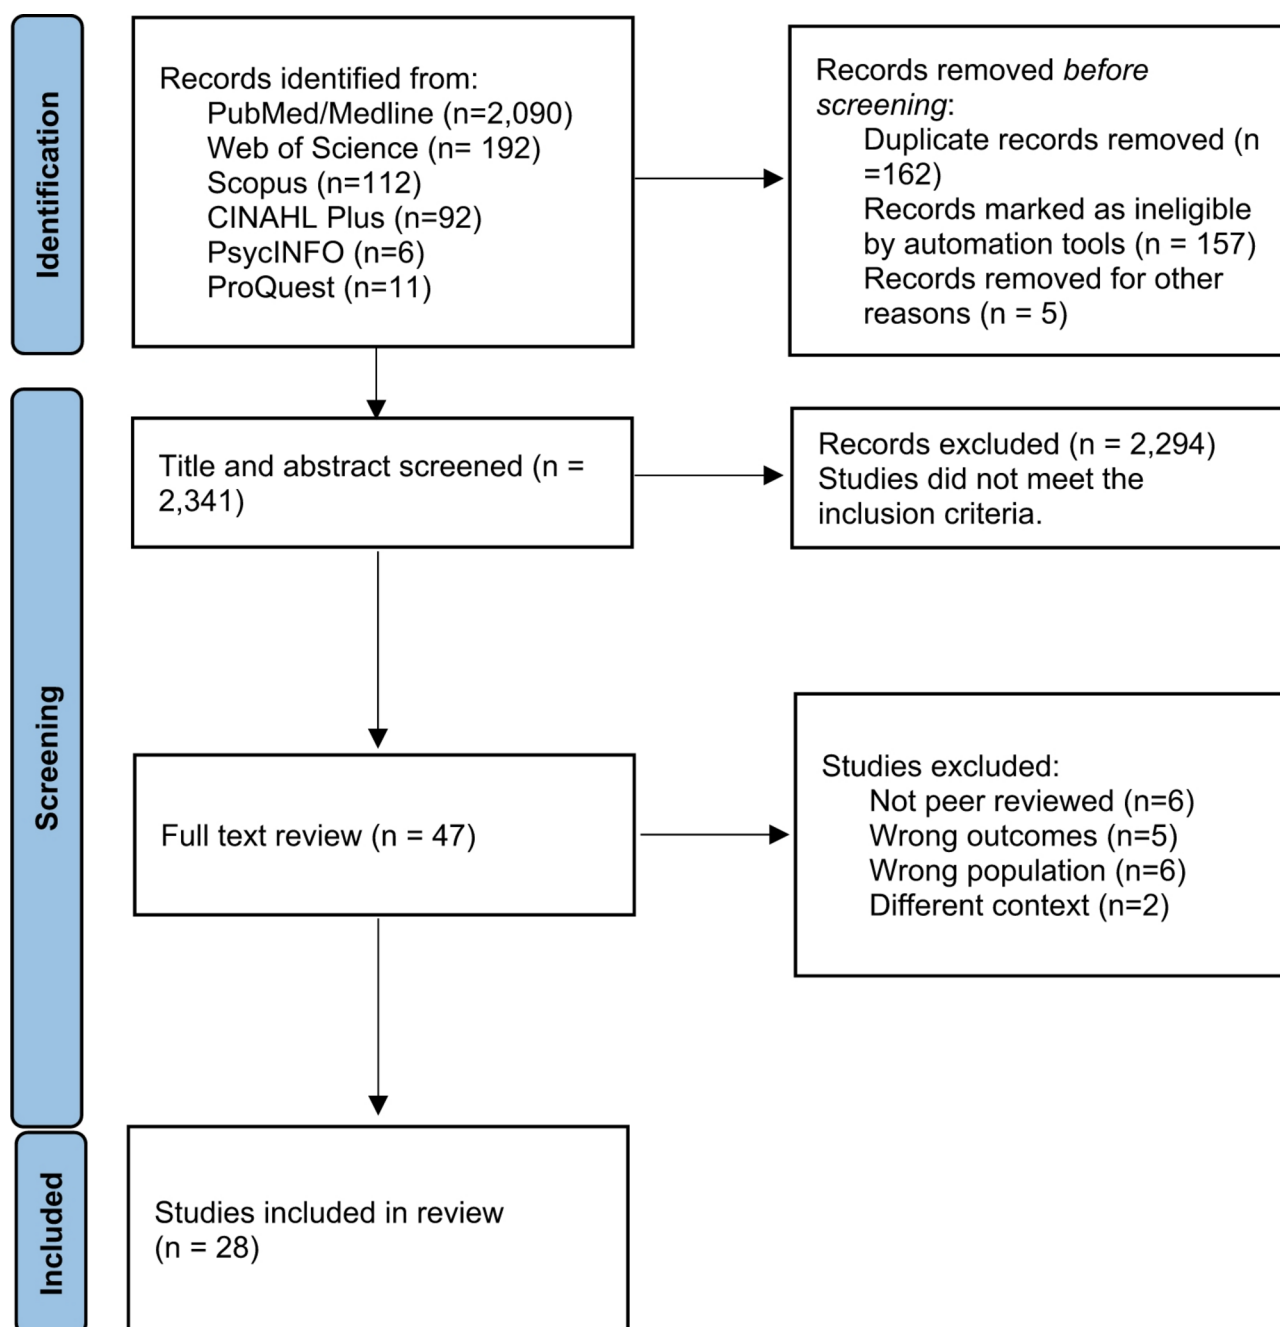 Identification
Records identified from:
PubMed/Medline (n=2,090)
Web of Science (n= 192)
Scopus (n=112)
CINAHL Plus (n=92)
PsycINFO (n=6)
ProQuest (n=11)
Records removed before
screening:
Duplicate records removed (n
=162)
Records marked as ineligible
by automation tools (n = 157)
Records removed for other
reasons (n = 5)
Screening
Title and abstract screened (n =
2,341)
Records excluded (n = 2,294)
Studies did not meet the
inclusion criteria.
Full text review (n = 47)
Studies excluded:
Not peer reviewed (n=6)
Wrong outcomes (n=5)
Wrong population (n=6)
Different context (n=2)
Included
Studies included in review
(n = 28)